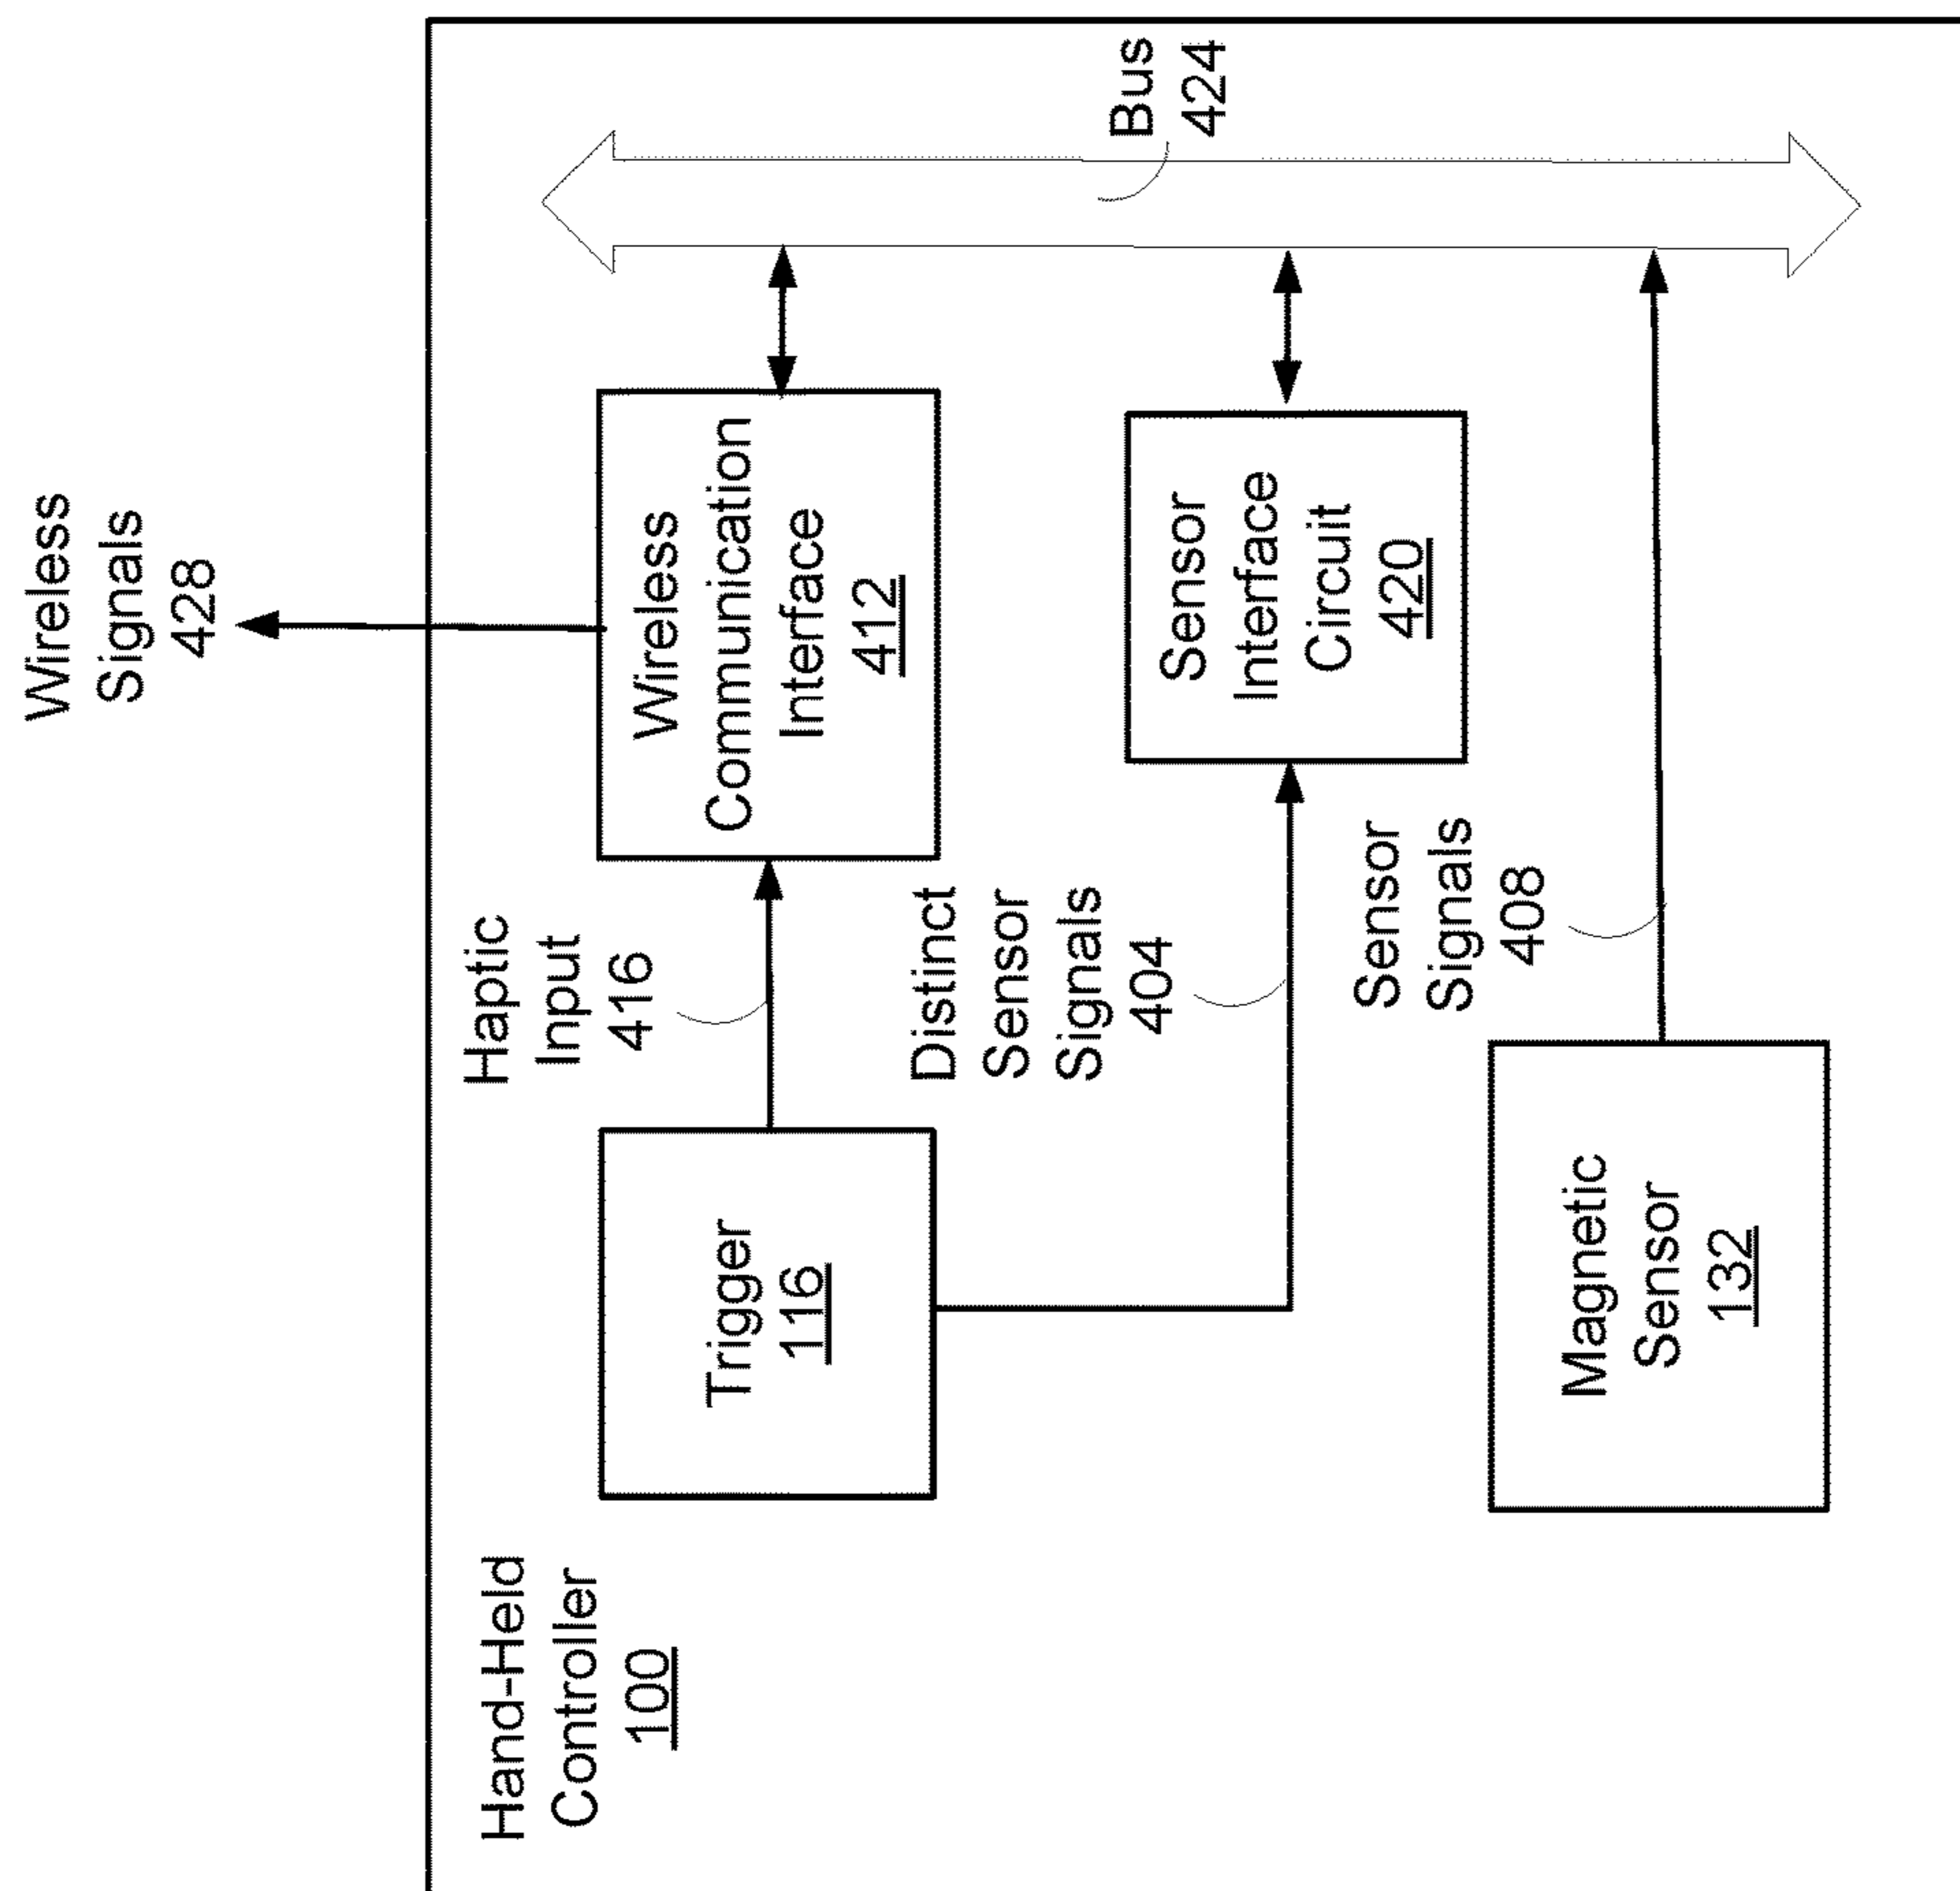 Hand-Held
Controller
100
Wireless
Signals
428
Haptic
Input
416
Trigger
116
Wireless
Communication
Interface
412
Bus
424
Distinct
Sensor
Signals
404
Sensor
Interface
Circuit
420
Sensor
Signals
408
Magnetic
Sensor
132